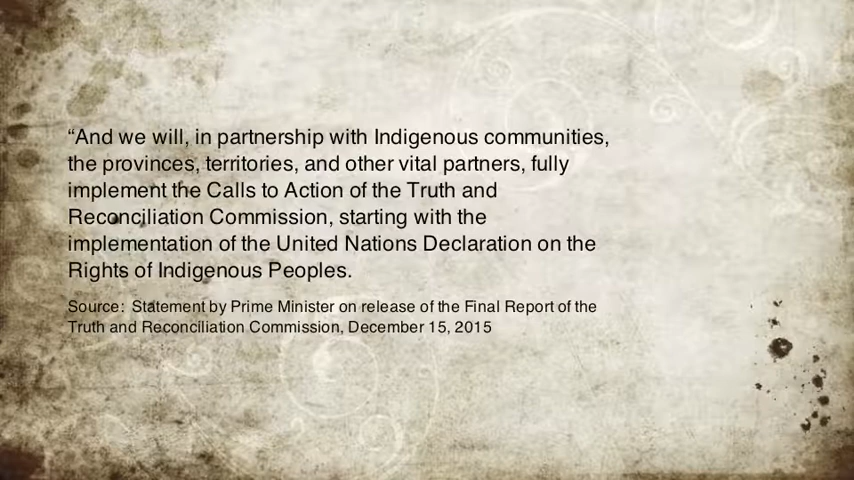 “And we will, in partnership with Indigenous communities,
the provinces, territories, and other vital partners, fully
implement the Calls to Action of the Truth and
Reconciliation Commission, starting with the
implementation of the United Nations Declaration on the
Rights of Indigenous Peoples.
Source: Statement by Prime Minister on release of the Final Report of the
Truth and Reconciliation Commission, December 15, 2015